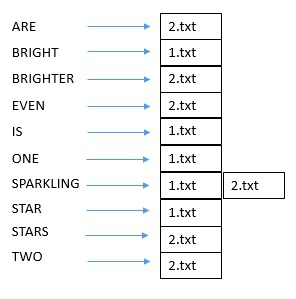 ARE 2.txt
BRIGHT 1.txt
BRIGHTER 2.txt
EVEN 2.txt
IS 1.txt
ONE 1.txt
SPARKLING 1.txt 2.txt
STAR 1.txt
STARS 2.txt
TWO 2.txt